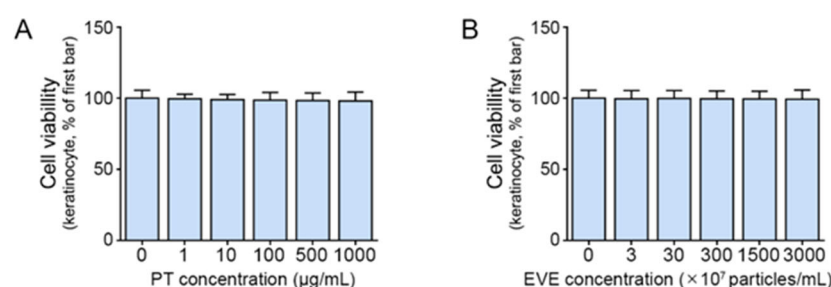 A
Cell viabillity
(keratinocyte, % of first bar)
150
100
50
0
0 1 10 100 500 1000
PT concentration (µg/mL)
B
Cell viability
(keratinocyte, % of first bar)
150
100
50
0
0 3 30 300 1500 3000
EVE concentration (×10⁷ particles/mL)